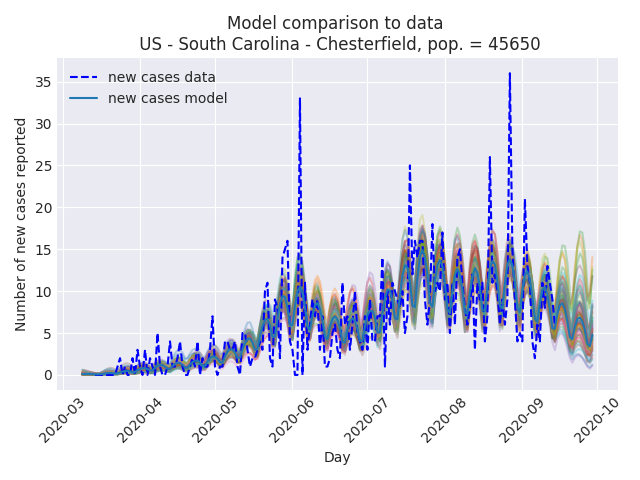 Model comparison to data
US - South Carolina - Chesterfield, pop. = 45650
new cases data
new cases model
Number of new cases reported
35
30
25
20
15
10
5
0
2020-03
2020-04
2020-05
2020-06
2020-07
2020-08
2020-09
2020-10
Day